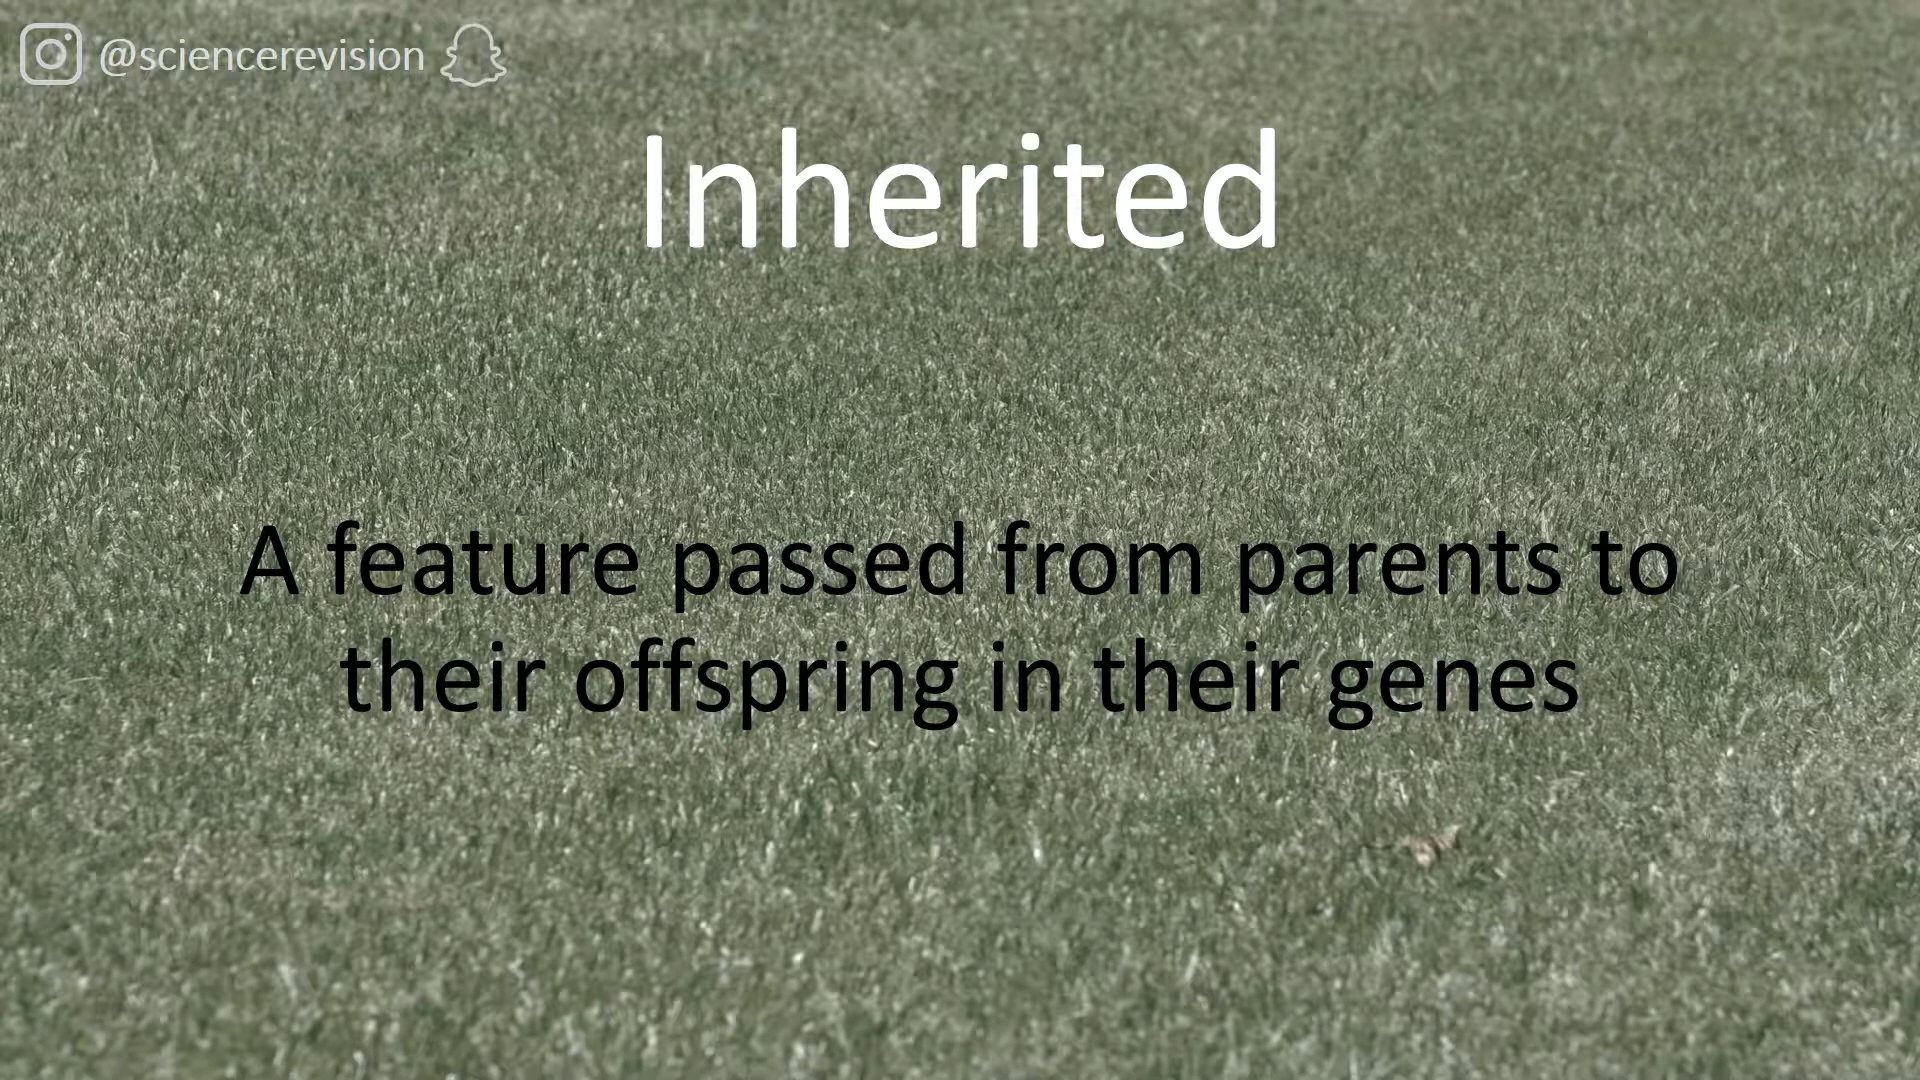 @sciencerevision
Inherited
A feature passed from parents to
their offspring in their genes